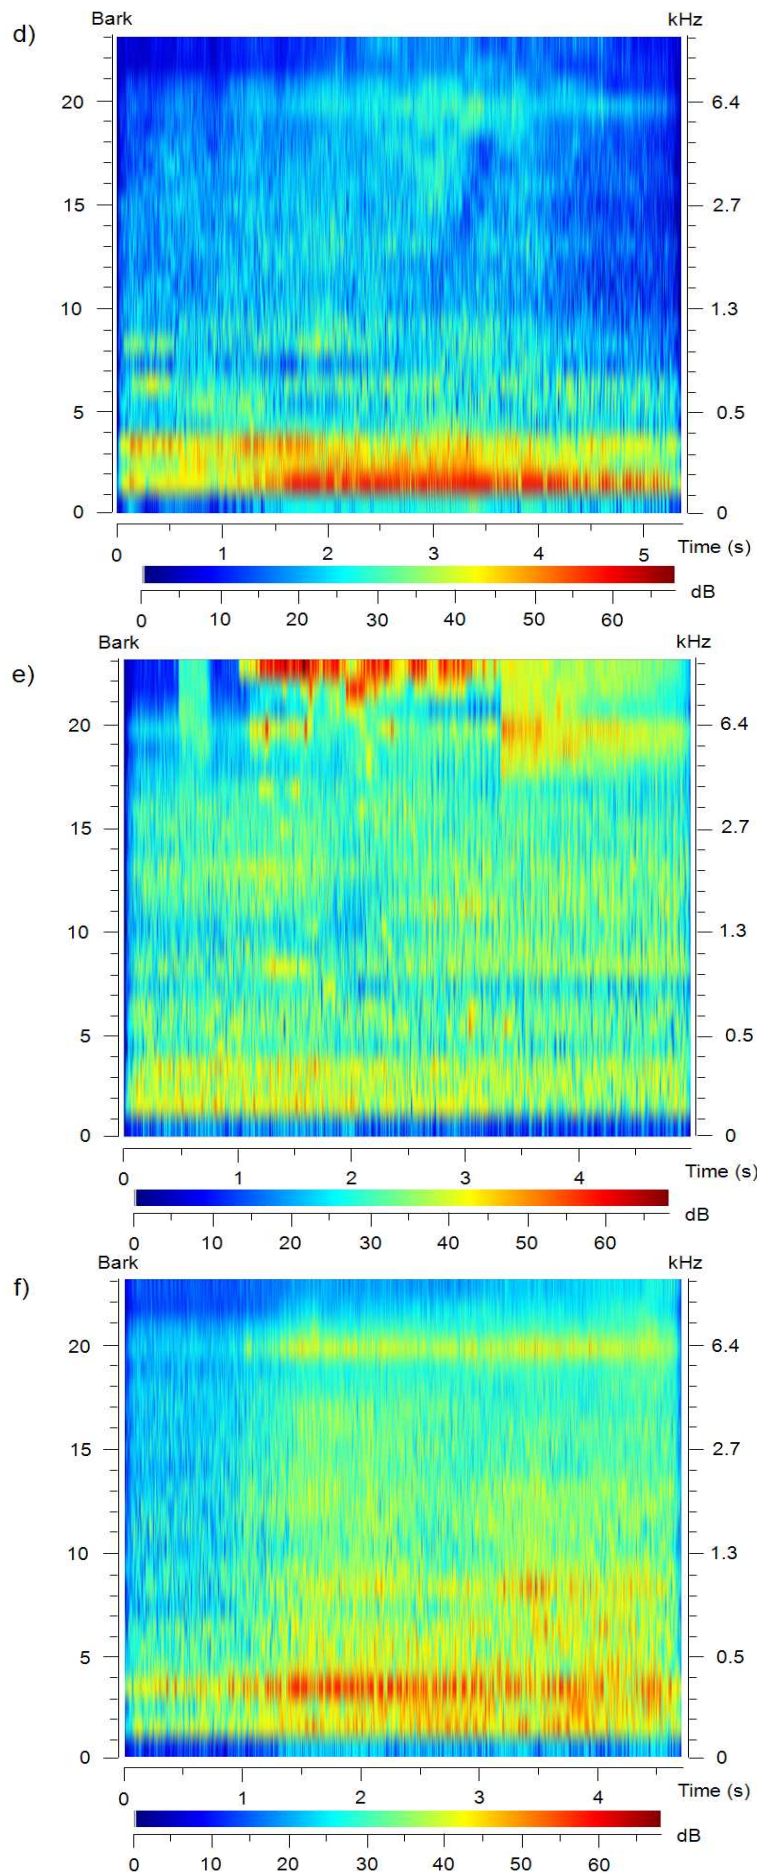 Bark kHz
d)
20 6.4
15 2.7
10 1.3
5 0.5
0 0
0 1 2 3 4 5 Time (s)
dB
0 10 20 30 40 50 60
Bark kHz
e)
20 6.4
15 2.7
10 1.3
5 0.5
0 0
0 1 2 3 4 Time (s)
dB
0 10 20 30 40 50 60
Bark kHz
f)
20 6.4
15 2.7
10 1.3
5 0.5
0 0
0 1 2 3 4 Time (s)
dB
0 10 20 30 40 50 60